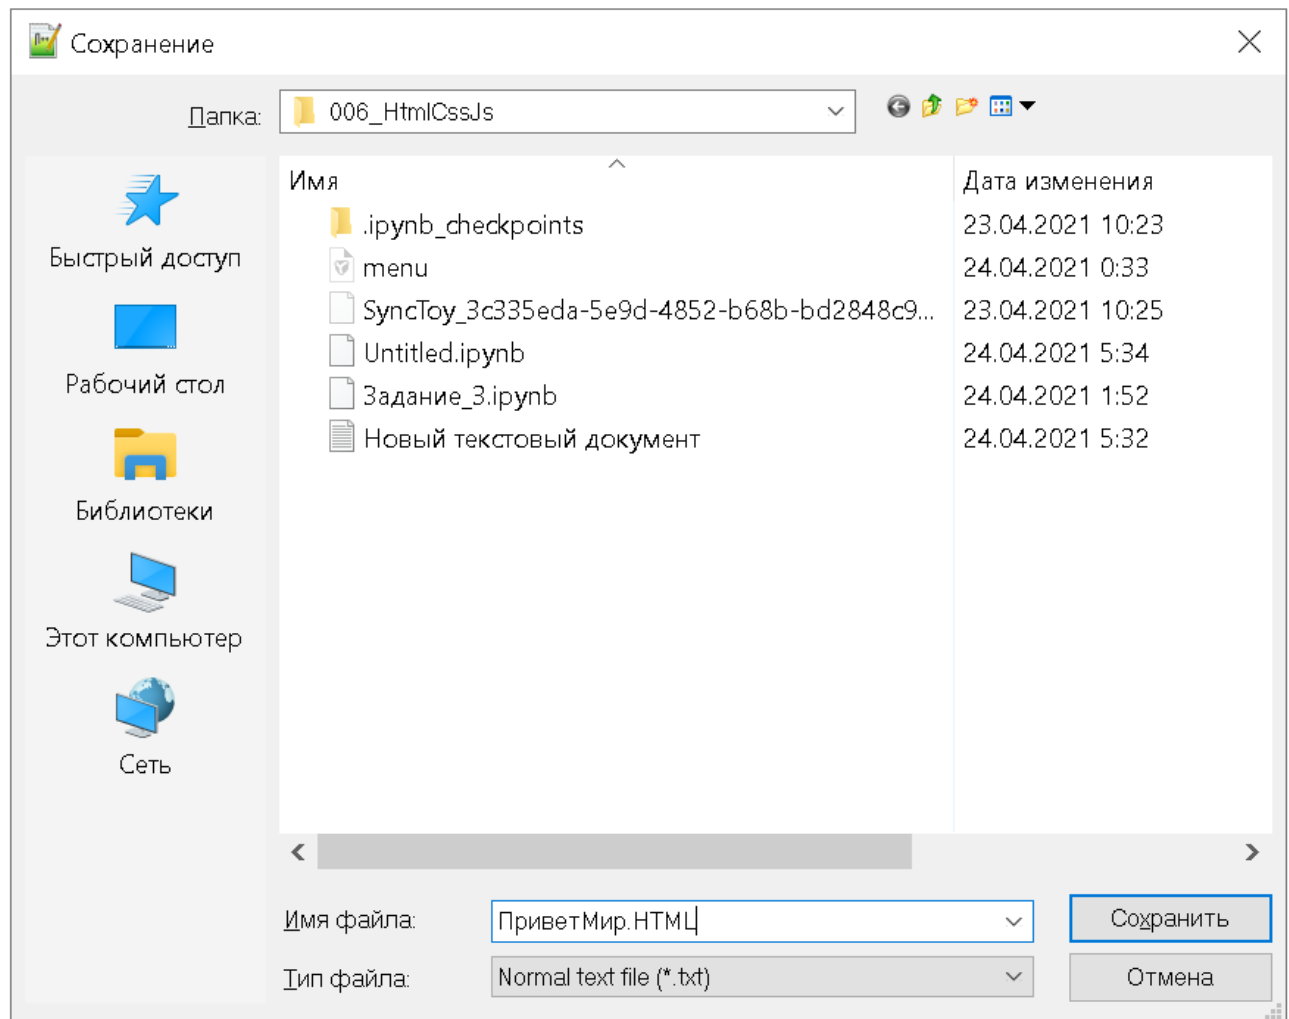 Сохранение
Папка: 006_HtmlCssJs
Имя Дата изменения
.ipynb_checkpoints 23.04.2021 10:23
menu 24.04.2021 0:33
SyncToy_3c335eda-5e9d-4852-b68b-bd2848c9... 23.04.2021 10:25
Untitled.ipynb 24.04.2021 5:34
Задание_3.ipynb 24.04.2021 1:52
Новый текстовый документ 24.04.2021 5:32
Быстрый доступ
Рабочий стол
Библиотеки
Этот компьютер
Сеть
Имя файла: ПриветМир.HTML Сохранить
Тип файла: Normal text file (*.txt) Отмена